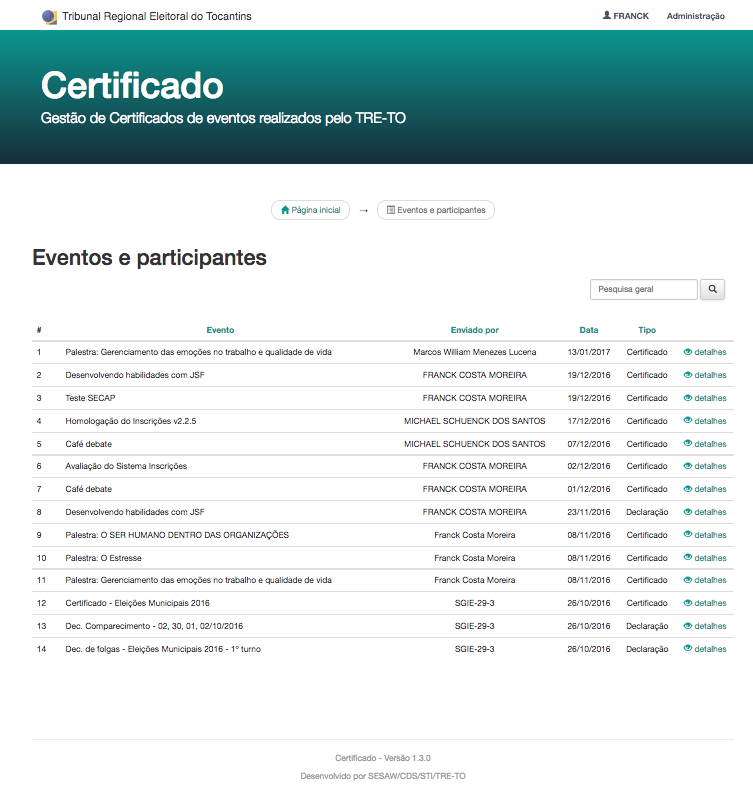 Tribunal Regional Eleitoral do Tocantins FRANCK Administração
Certificado
Gestão de Certificados de eventos realizados pelo TRE-TO
Página inicial → Eventos e participantes
Eventos e participantes
Pesquisa geral
# Evento Enviado por Data Tipo
1 Palestra: Gerenciamento das emoções no trabalho e qualidade de vida Marcos William Menezes Lucena 13/01/2017 Certificado detalhes
2 Desenvolvendo habilidades com JSF FRANCK COSTA MOREIRA 19/12/2016 Certificado detalhes
3 Teste SECAP FRANCK COSTA MOREIRA 19/12/2016 Certificado detalhes
4 Homologação do Inscrições v2.2.5 MICHAEL SCHUENCK DOS SANTOS 17/12/2016 Certificado detalhes
5 Café debate MICHAEL SCHUENCK DOS SANTOS 07/12/2016 Certificado detalhes
6 Avaliação do Sistema Inscrições FRANCK COSTA MOREIRA 02/12/2016 Certificado detalhes
7 Café debate FRANCK COSTA MOREIRA 01/12/2016 Certificado detalhes
8 Desenvolvendo habilidades com JSF FRANCK COSTA MOREIRA 23/11/2016 Declaração detalhes
9 Palestra: O SER HUMANO DENTRO DAS ORGANIZAÇÕES Franck Costa Moreira 08/11/2016 Certificado detalhes
10 Palestra: O Estresse Franck Costa Moreira 08/11/2016 Certificado detalhes
11 Palestra: Gerenciamento das emoções no trabalho e qualidade de vida Franck Costa Moreira 08/11/2016 Certificado detalhes
12 Certificado - Eleições Municipais 2016 SGIE-29-3 26/10/2016 Certificado detalhes
13 Dec. Comparecimento - 02, 30, 01, 02/10/2016 SGIE-29-3 26/10/2016 Declaração detalhes
14 Dec. de folgas - Eleições Municipais 2016 - 1º turno SGIE-29-3 26/10/2016 Declaração detalhes
Certificado - Versão 1.3.0
Desenvolvido por SESAW/CDS/STI/TRE-TO